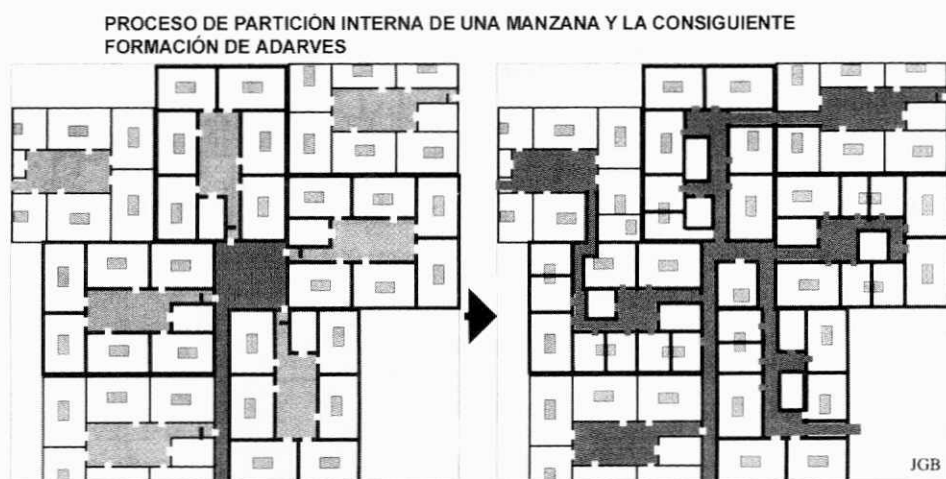 PROCESO DE PARTICIÓN INTERNA DE UNA MANZANA Y LA CONSIGUIENTE
FORMACIÓN DE ADARVES
JGB